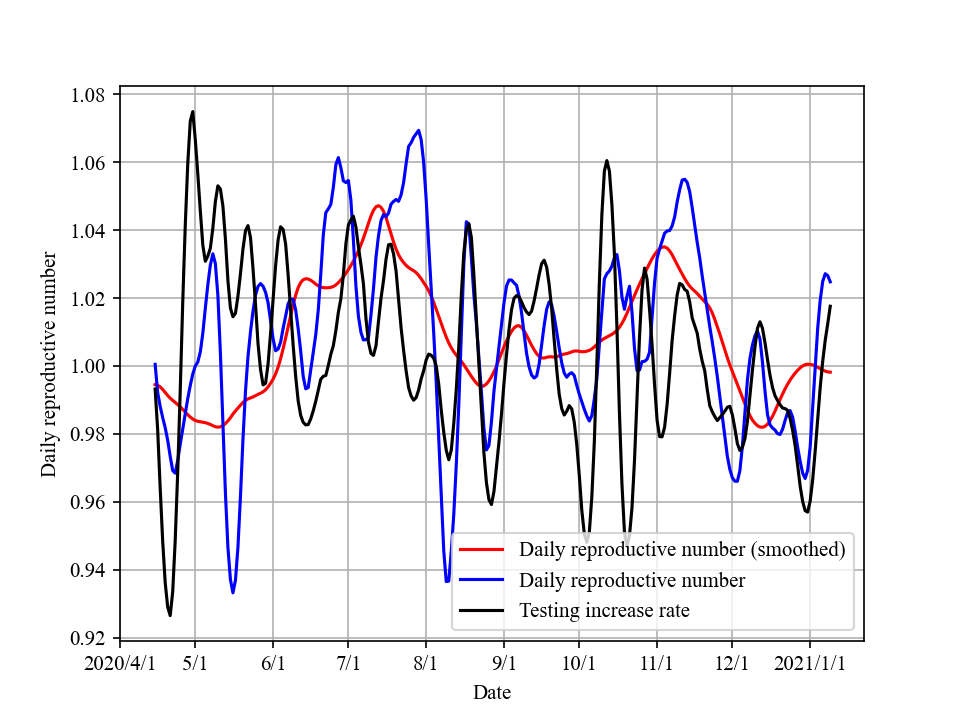 1.08
1.06
1.04
1.02
1.00
0.98
0.96
0.94
0.92
Daily reproductive number
Daily reproductive number (smoothed)
Daily reproductive number
Testing increase rate
2020/4/1 5/1 6/1 7/1 8/1 9/1 10/1 11/1 12/1 2021/1/1
Date